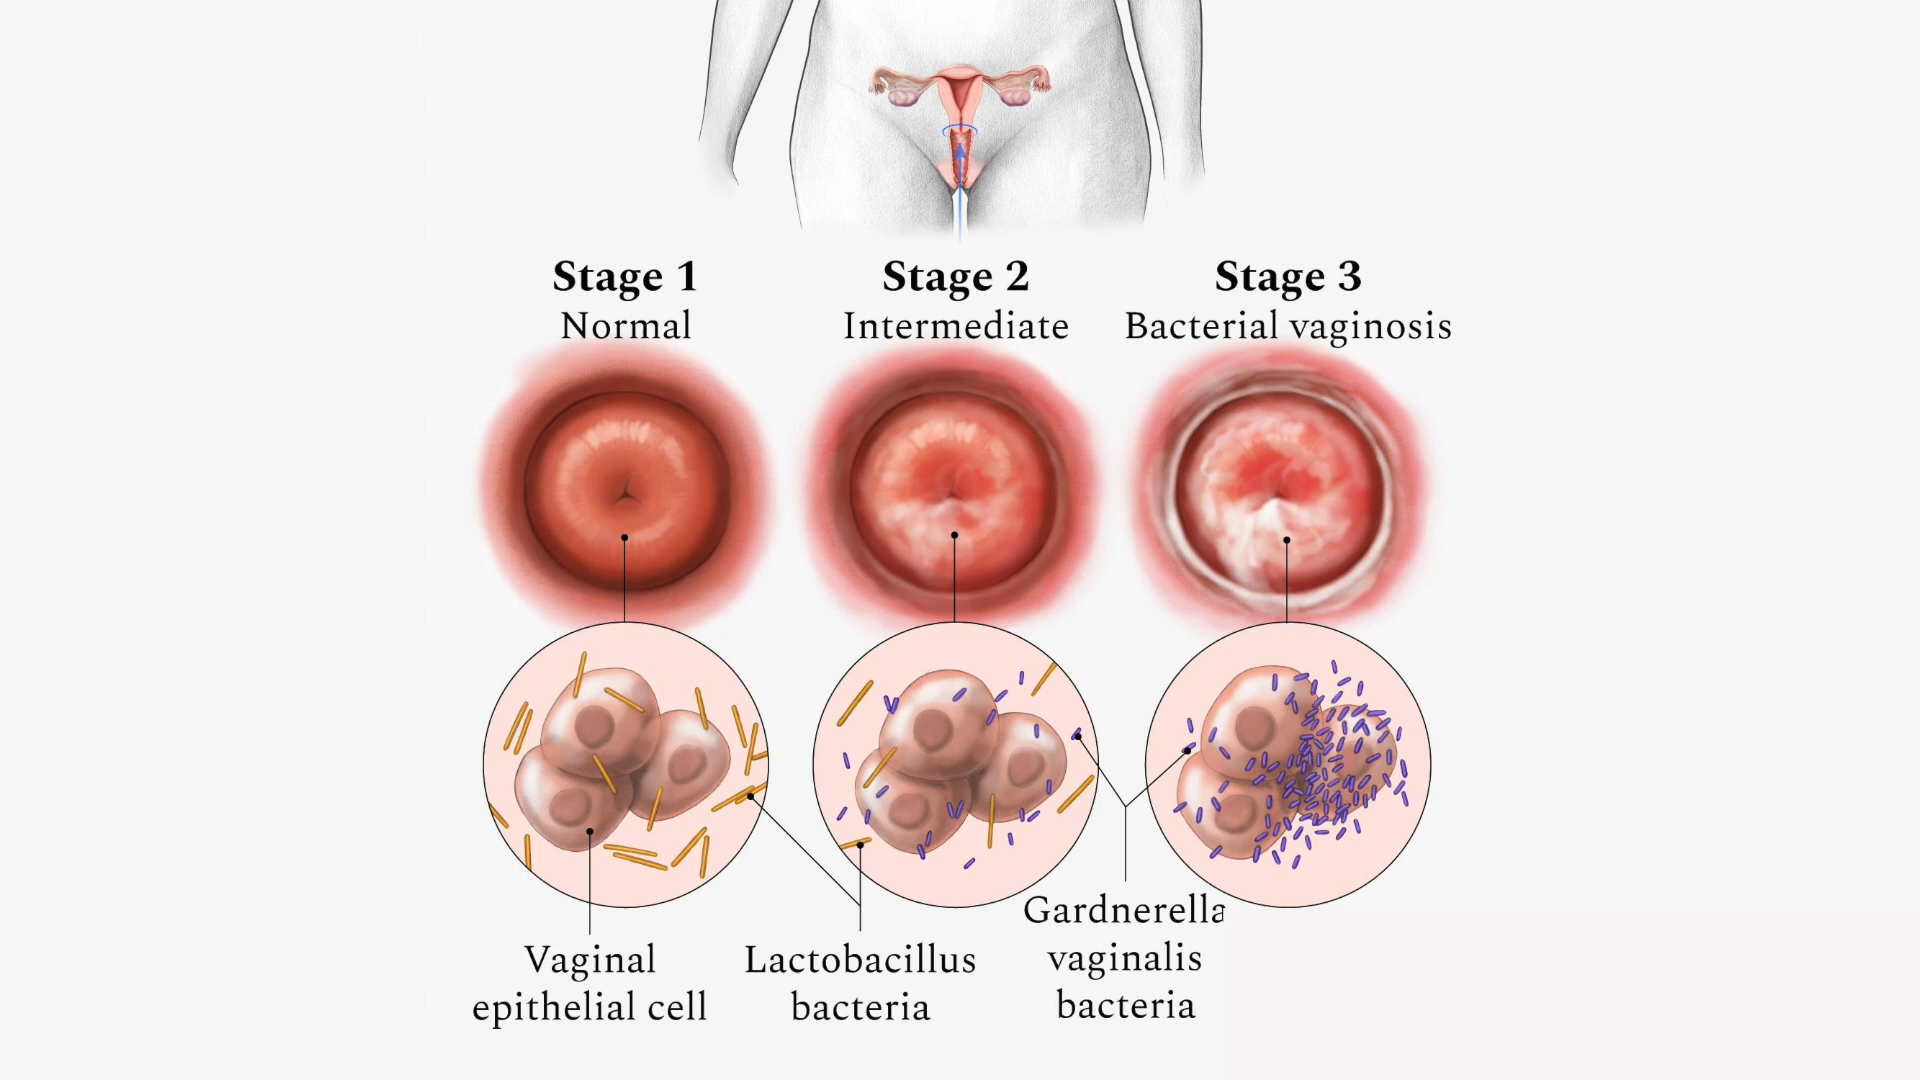 Stage 1
Normal
Stage 2
Intermediate
Stage 3
Bacterial vaginosis
Vaginal
epithelial cell
Lactobacillus
bacteria
Gardnerella
vaginalis
bacteria